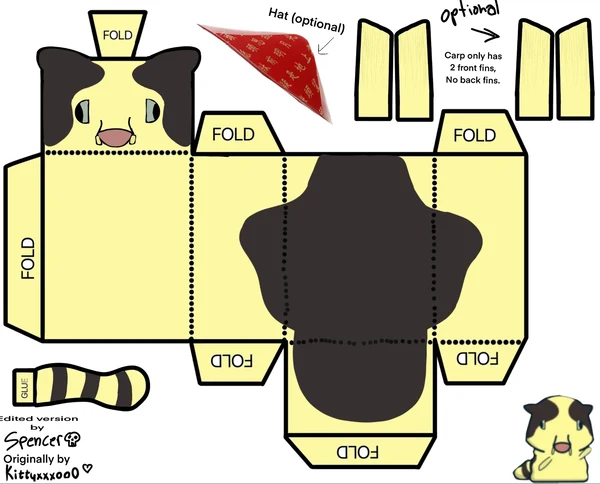 FOLD
Hat (optional)
optional
Carp only has
2 front fins,
No back fins.
FOLD
FOLD
FOLD
FOLD
FOLD
FOLD
GLUE
Edited version
by
Spencer
Originally by
Kittyxxxooo